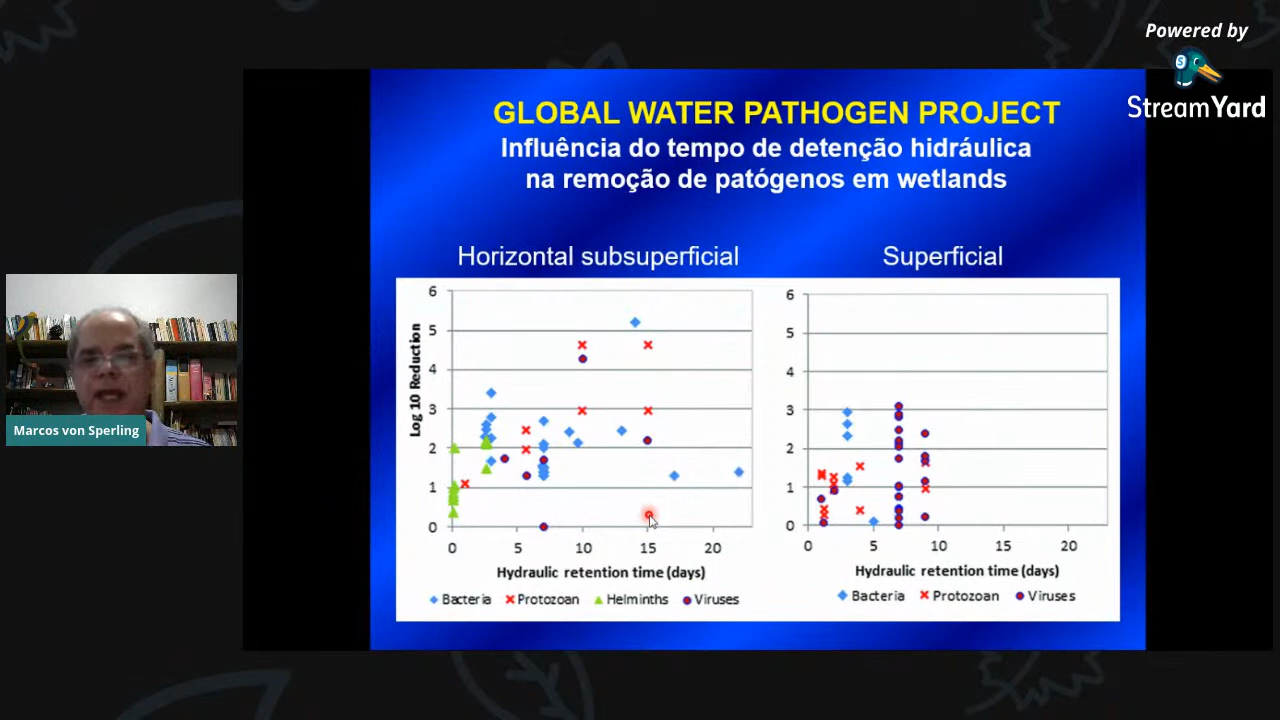 Powered by
StreamYard
GLOBAL WATER PATHOGEN PROJECT
Influência do tempo de detenção hidráulica
na remoção de patógenos em wetlands
Horizontal subsuperficial
Superficial
Log 10 Reduction
6
5
4
3
2
1
0
0 5 10 15 20
Hydraulic retention time (days)
Bacteria Protozoan Helminths Viruses
6
5
4
3
2
1
0
0 5 10 15 20
Hydraulic retention time (days)
Bacteria Protozoan Viruses
Marcos von Sperling